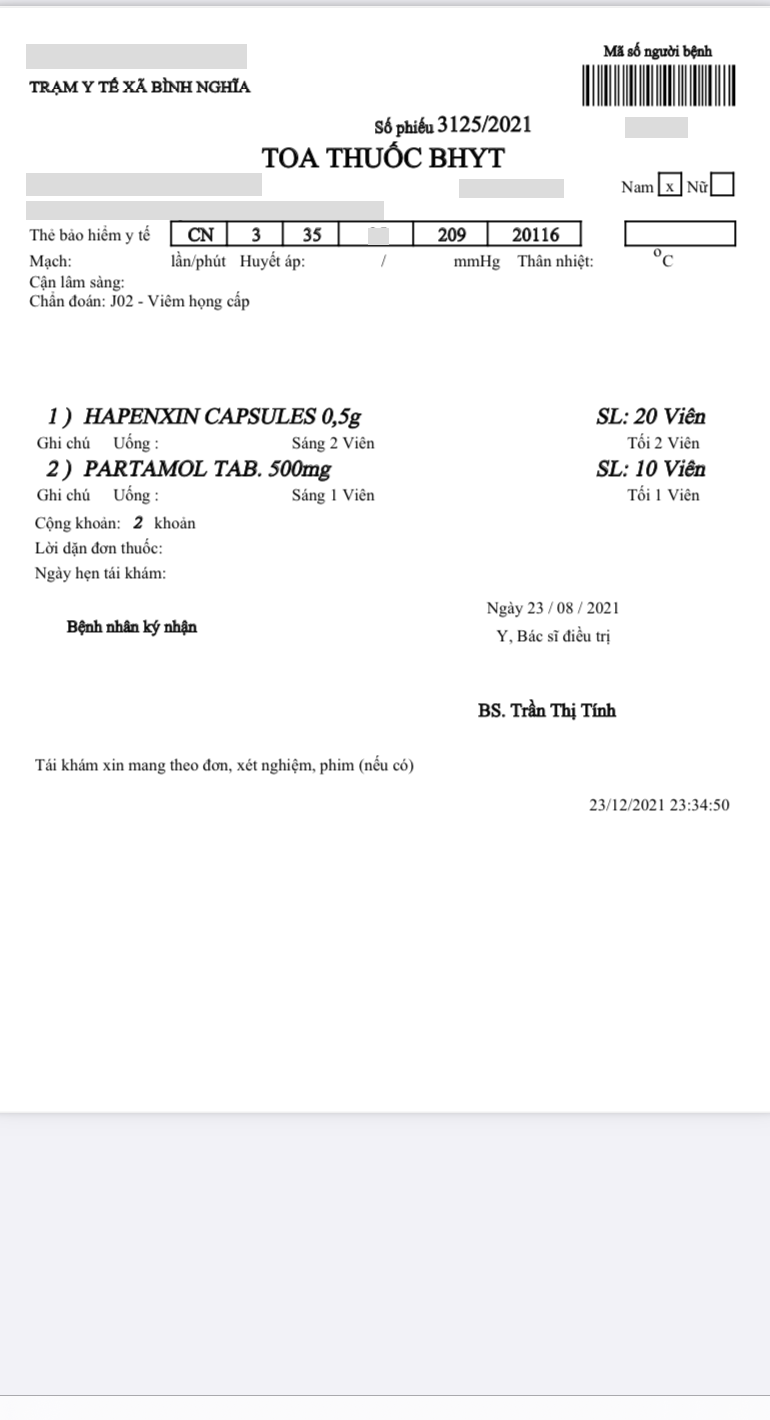 Mã số người bệnh
TRẠM Y TẾ XÃ BÌNH NGHĨA
Số phiếu 3125/2021
TOA THUỐC BHYT
Nam x Nữ
Thẻ bảo hiểm y tế CN 3 35 209 20116
Mạch: lần/phút Huyết áp: / mmHg Thân nhiệt: °C
Cận lâm sàng:
Chẩn đoán: J02 - Viêm họng cấp
1 ) HAPENXIN CAPSULES 0,5g SL: 20 Viên
Ghi chú Uống : Sáng 2 Viên Tối 2 Viên
2 ) PARTAMOL TAB. 500mg SL: 10 Viên
Ghi chú Uống : Sáng 1 Viên Tối 1 Viên
Cộng khoản: 2 khoản
Lời dặn đơn thuốc:
Ngày hẹn tái khám:
Ngày 23 / 08 / 2021
Bệnh nhân ký nhận
Y, Bác sĩ điều trị
BS. Trần Thị Tính
Tái khám xin mang theo đơn, xét nghiệm, phim (nếu có)
23/12/2021 23:34:50